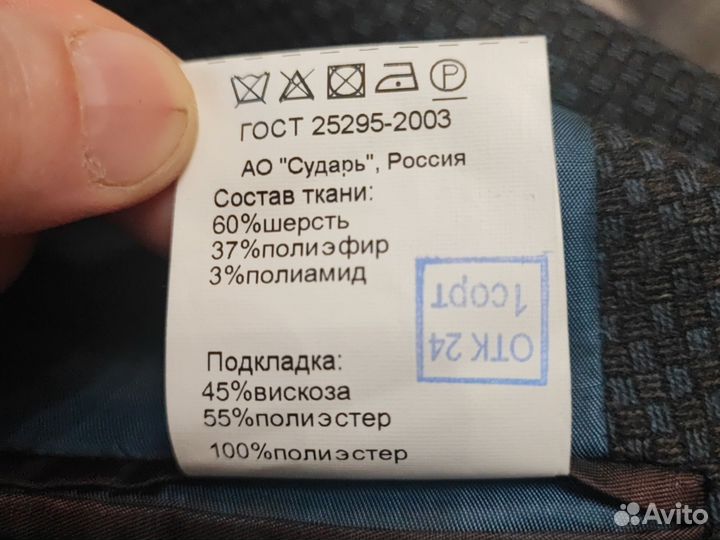 P
ГОСТ 25295-2003
АО "Сударь", Россия
Состав ткани:
60%шерсть
37%полиэфир
3%полиамид
ОТК 24
1сорт
Подкладка:
45%вискоза
55%полиэстер
100%полиэстер
Avito